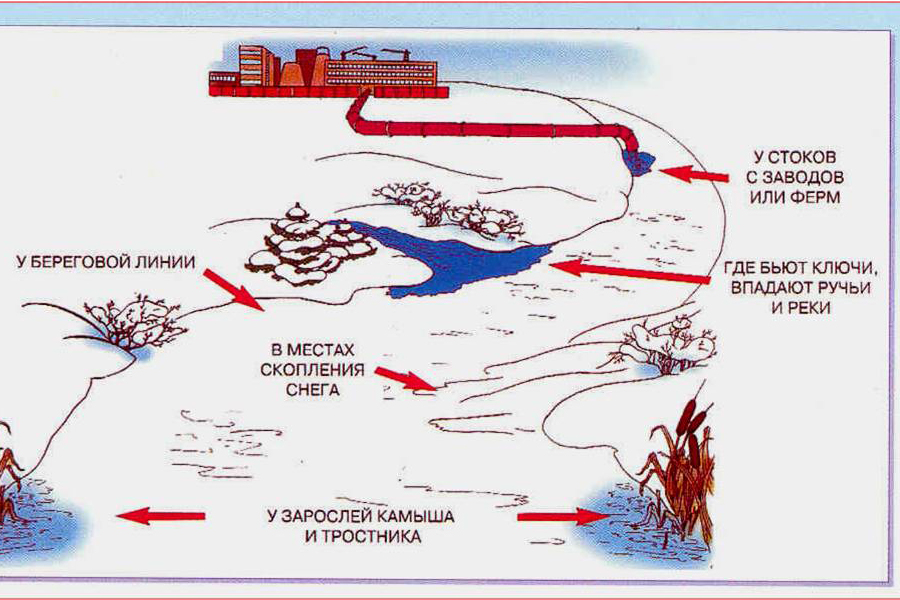 У СТОКОВ
С ЗАВОДОВ
ИЛИ ФЕРМ
У БЕРЕГОВОЙ ЛИНИИ
ГДЕ БЬЮТ КЛЮЧИ,
ВПАДАЮТ РУЧЬИ
И РЕКИ
В МЕСТАХ
СКОПЛЕНИЯ
СНЕГА
У ЗАРОСЛЕЙ КАМЫША
И ТРОСТНИКА